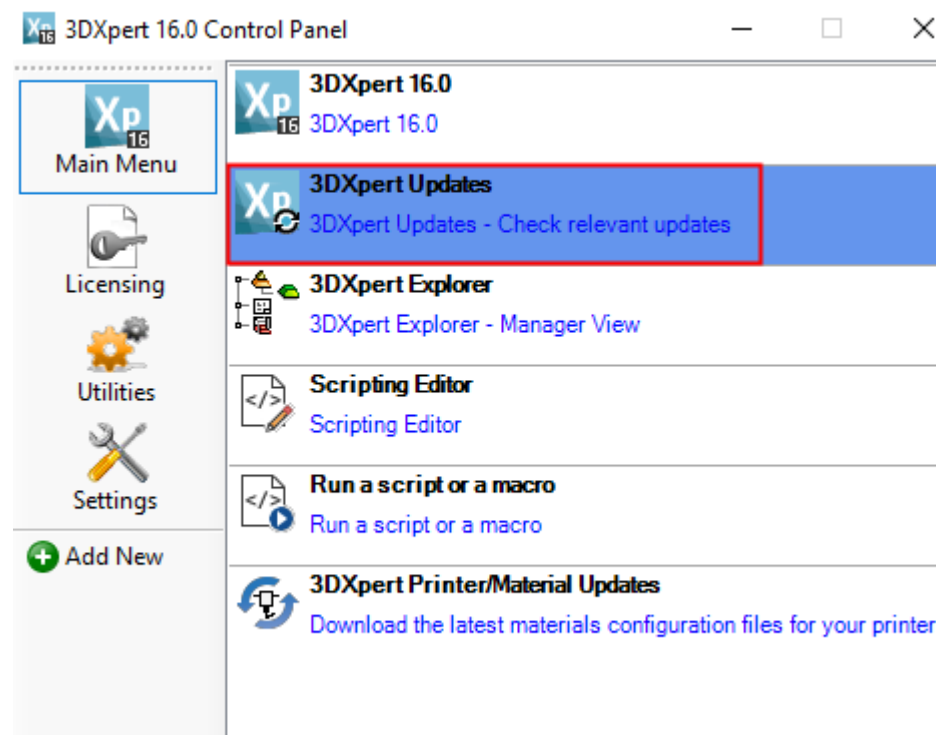 3DXpert 16.0 Control Panel
Xp
16
Main Menu
Licensing
Utilities
Settings
Add New
3DXpert 16.0
3DXpert 16.0
3DXpert Updates
3DXpert Updates - Check relevant updates
3DXpert Explorer
3DXpert Explorer - Manager View
Scripting Editor
Scripting Editor
Run a script or a macro
Run a script or a macro
3DXpert Printer/Material Updates
Download the latest materials configuration files for your printer